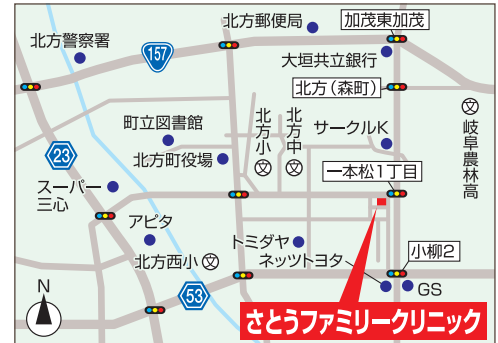 北方郵便局
加茂東加茂
北方警察署
157
大垣共立銀行
北方（森町）
町立図書館
北方小
北方中
サークルK
文
岐阜農林高
北方町役場
文
文
23
一本松1丁目
スーパー
三心
アピタ
トミダヤ
北方西小 文
ネッツトヨタ
小柳2
53
GS
N
さとうファミリークリニック